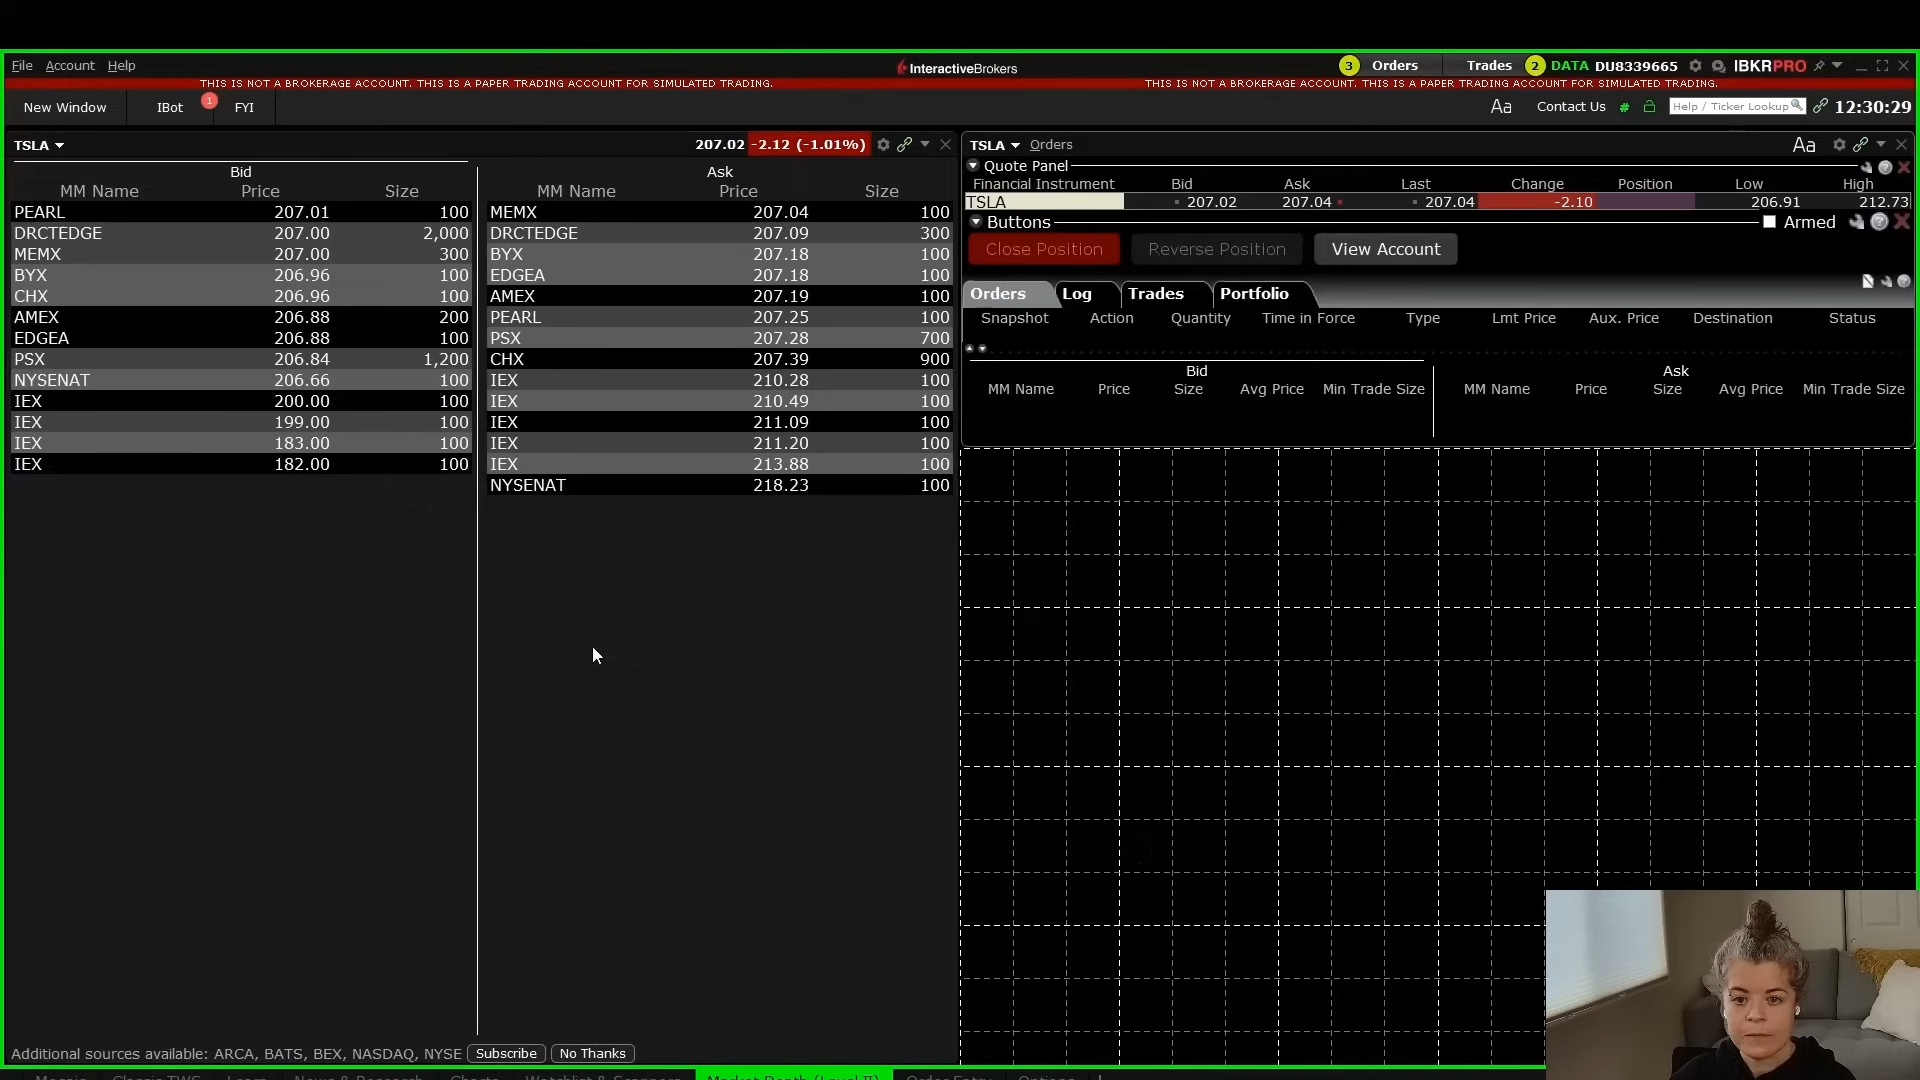 File Account Help
InteractiveBrokers
3 Orders Trades 2 DATA DU8339665 IBKRPRO
THIS IS NOT A BROKERAGE ACCOUNT. THIS IS A PAPER TRADING ACCOUNT FOR SIMULATED TRADING. THIS IS NOT A BROKERAGE ACCOUNT. THIS IS A PAPER TRADING ACCOUNT FOR SIMULATED TRADING.
New Window IBot 1 FYI
Aa Contact Us # Help / Ticker Lookup 12:30:29
TSLA 207.02 -2.12 (-1.01%)
Bid Ask
MM Name Price Size MM Name Price Size
PEARL 207.01 100 MEMX 207.04 100
DRCTEDGE 207.00 2,000 DRCTEDGE 207.09 300
MEMX 207.00 300 BYX 207.18 100
BYX 206.96 100 EDGEA 207.18 100
CHX 206.96 100 AMEX 207.19 100
AMEX 206.88 200 PEARL 207.25 100
EDGEA 206.88 100 PSX 207.28 700
PSX 206.84 1,200 CHX 207.39 900
NYSENAT 206.66 100 IEX 210.28 100
IEX 200.00 100 IEX 210.49 100
IEX 199.00 100 IEX 211.09 100
IEX 183.00 100 IEX 211.20 100
IEX 182.00 100 IEX 213.88 100
NYSENAT 218.23 100
Additional sources available: ARCA, BATS, BEX, NASDAQ, NYSE Subscribe No Thanks
TSLA Orders Aa
Quote Panel
Financial Instrument Bid Ask Last Change Position Low High
TSLA 207.02 207.04 207.04 -2.10 206.91 212.73
Buttons Armed
Close Position Reverse Position View Account
Orders Log Trades Portfolio
Snapshot Action Quantity Time in Force Type Lmt Price Aux. Price Destination Status
Bid Ask
MM Name Price Size Avg Price Min Trade Size MM Name Price Size Avg Price Min Trade Size
Market Depth (Level II)